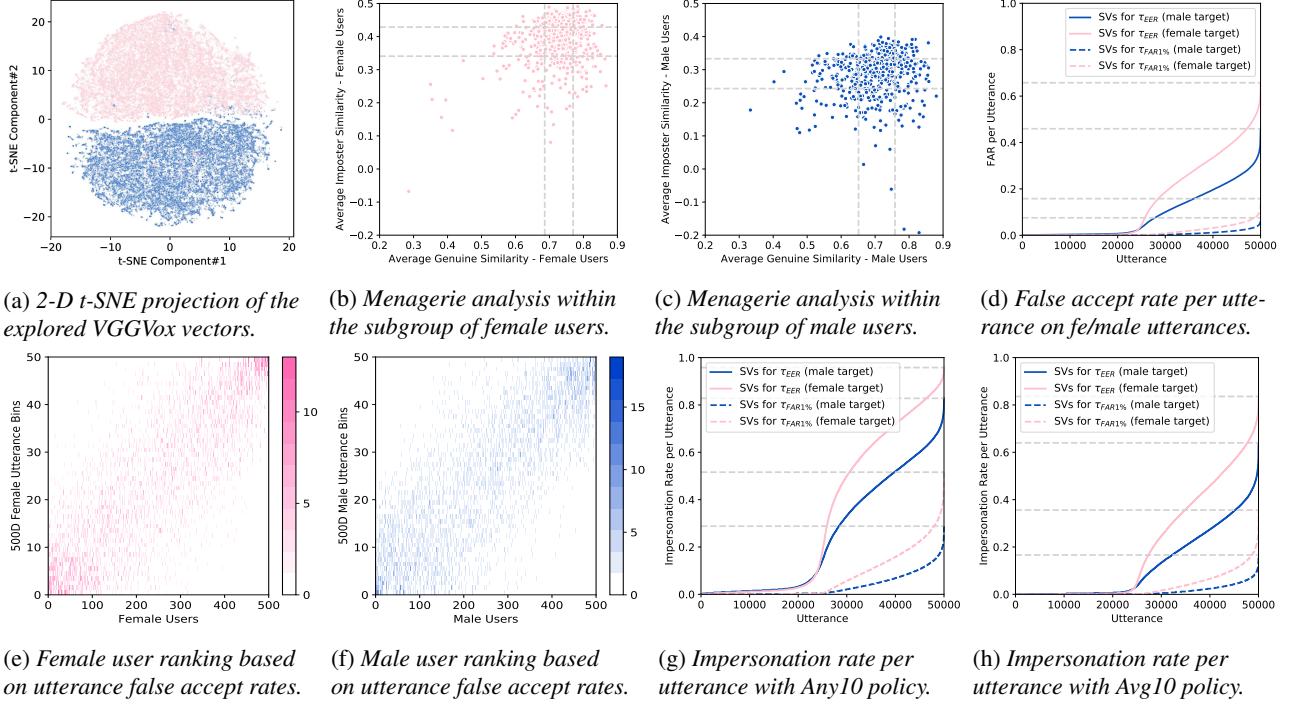 20
10
0
−10
−20
t-SNE Component#2
−20 −10 0 10 20
t-SNE Component#1
(a) 2-D t-SNE projection of the
explored VGGVox vectors.
0.5
0.4
0.3
0.2
0.1
0.0
−0.1
−0.2
Average Imposter Similarity - Female Users
0.2 0.3 0.4 0.5 0.6 0.7 0.8 0.9
Average Genuine Similarity - Female Users
(b) Menagerie analysis within
the subgroup of female users.
0.5
0.4
0.3
0.2
0.1
0.0
−0.1
−0.2
Average Imposter Similarity - Male Users
0.2 0.3 0.4 0.5 0.6 0.7 0.8 0.9
Average Genuine Similarity - Male Users
(c) Menagerie analysis within
the subgroup of male users.
1.0
0.8
0.6
0.4
0.2
0.0
FAR per Utterance
SVs for τEER (male target)
SVs for τEER (female target)
SVs for τFAR1% (male target)
SVs for τFAR1% (female target)
0 10000 20000 30000 40000 50000
Utterance
(d) False accept rate per utte-
rance on fe/male utterances.
50
40
30
20
10
0
500D Female Utterance Bins
0 100 200 300 400 500
Female Users
10
5
0
(e) Female user ranking based
on utterance false accept rates.
50
40
30
20
10
0
500D Male Utterance Bins
0 100 200 300 400 500
Male Users
15
10
5
0
(f) Male user ranking based
on utterance false accept rates.
1.0
0.8
0.6
0.4
0.2
0.0
Impersonation Rate per Utterance
SVs for τEER (male target)
SVs for τEER (female target)
SVs for τFAR1% (male target)
SVs for τFAR1% (female target)
0 10000 20000 30000 40000 50000
Utterance
(g) Impersonation rate per
utterance with Any10 policy.
1.0
0.8
0.6
0.4
0.2
0.0
Impersonation Rate per Utterance
SVs for τEER (male target)
SVs for τEER (female target)
SVs for τFAR1% (male target)
SVs for τFAR1% (female target)
0 10000 20000 30000 40000 50000
Utterance
(h) Impersonation rate per
utterance with Avg10 policy.